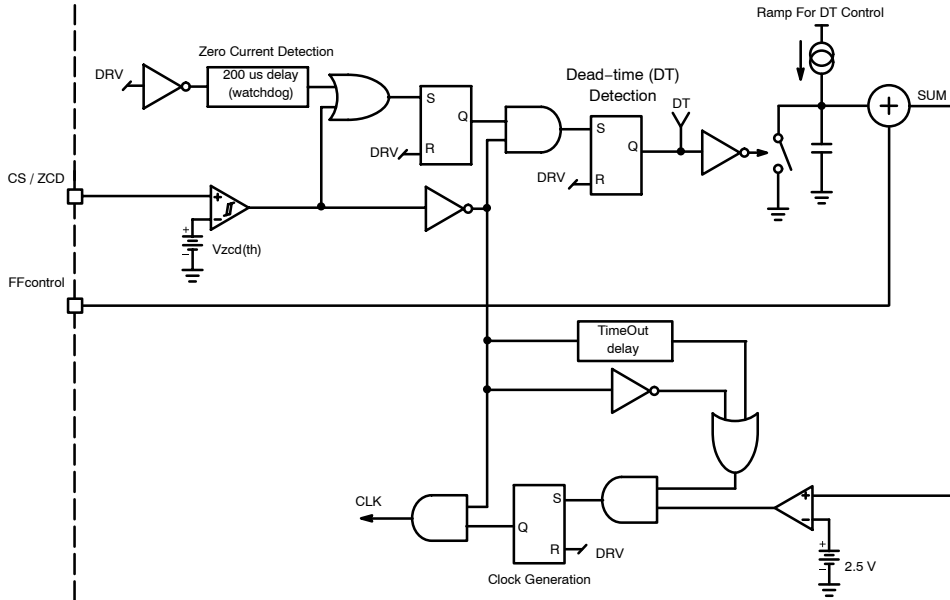 Ramp For DT Control
Zero Current Detection
DRV
200 us delay
(watchdog)
Dead−time (DT)
Detection
DT
SUM
S
Q
R
DRV
S
Q
R
DRV
+
CS / ZCD
+
−
+
−
Vzcd(th)
FFcontrol
TimeOut
delay
CLK
S
Q
R
DRV
+
−
+
−
2.5 V
Clock Generation